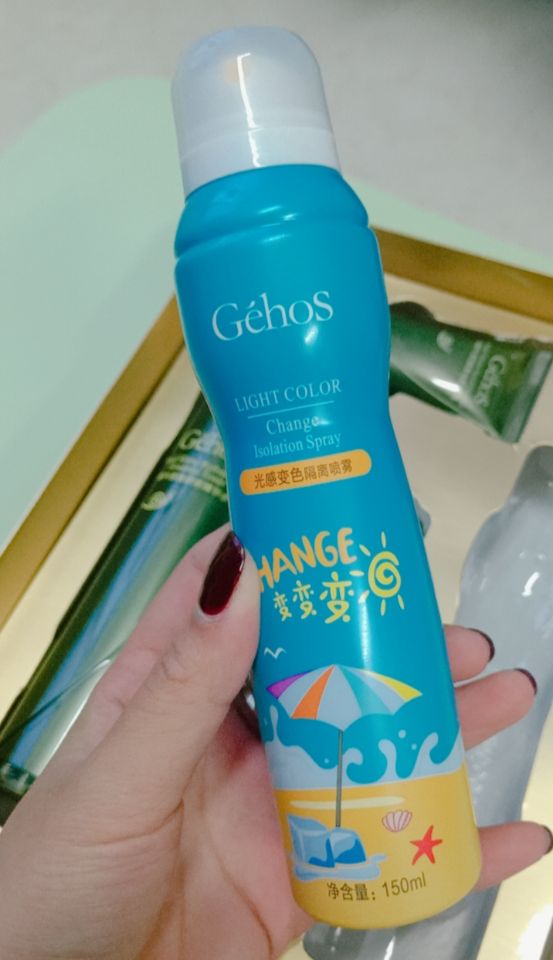 Géhos
LIGHT COLOR
Change
Isolation Spray
光感变色隔离喷雾
HANGE
变变变
净含量: 150ml
Géhos